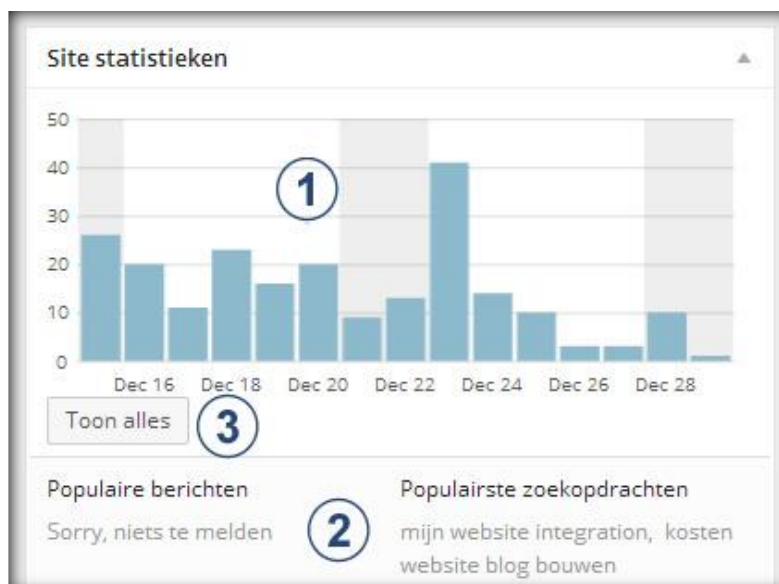 Site statistieken
50
40
30
20
10
0
1
Dec 16 Dec 18 Dec 20 Dec 22 Dec 24 Dec 26 Dec 28
Toon alles
3
Populaire berichten
Sorry, niets te melden
2
Populairste zoekopdrachten
mijn website integration, kosten
website blog bouwen